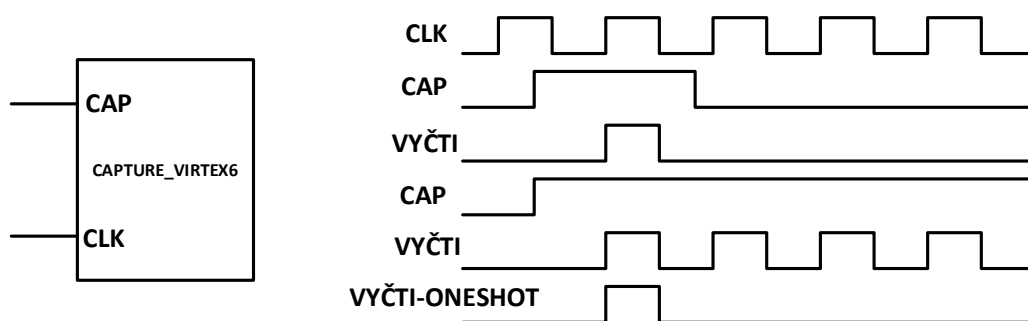 CAP
CAPTURE_VIRTEX6
CLK
CLK
CAP
VYČTI
CAP
VYČTI
VYČTI-ONESHOT